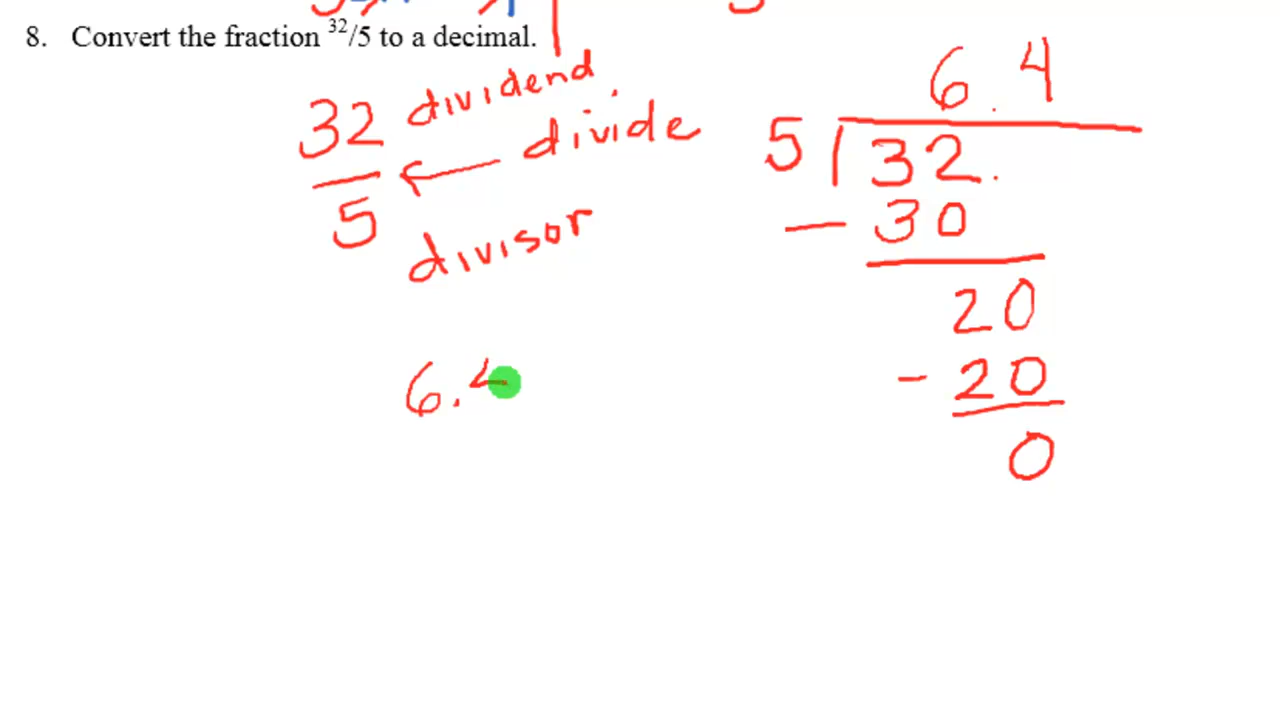 8. Convert the fraction 32/5 to a decimal.
32 dividend
5
← divide
divisor
6.4
6.4
5 32.
- 30
20
- 20
0